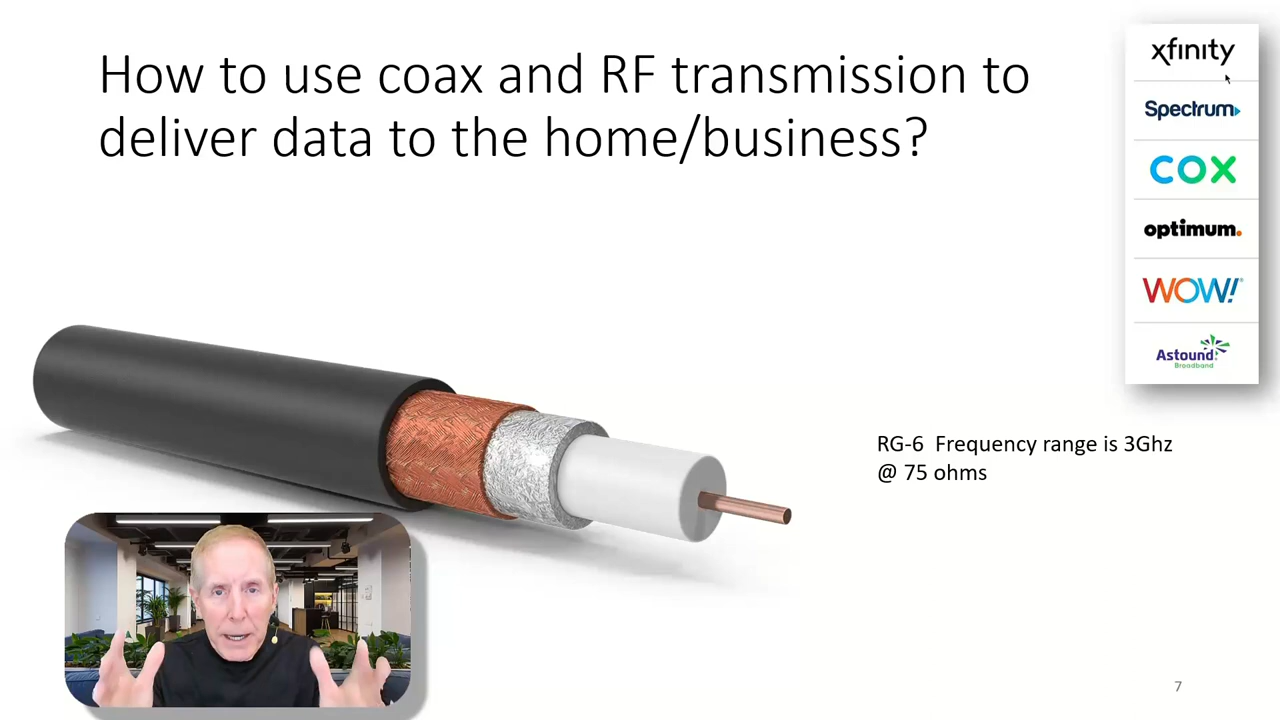 How to use coax and RF transmission to
deliver data to the home/business?
xfinity
Spectrum
COX
optimum.
WOW!
Astound
Broadband
RG-6 Frequency range is 3Ghz
@ 75 ohms
7